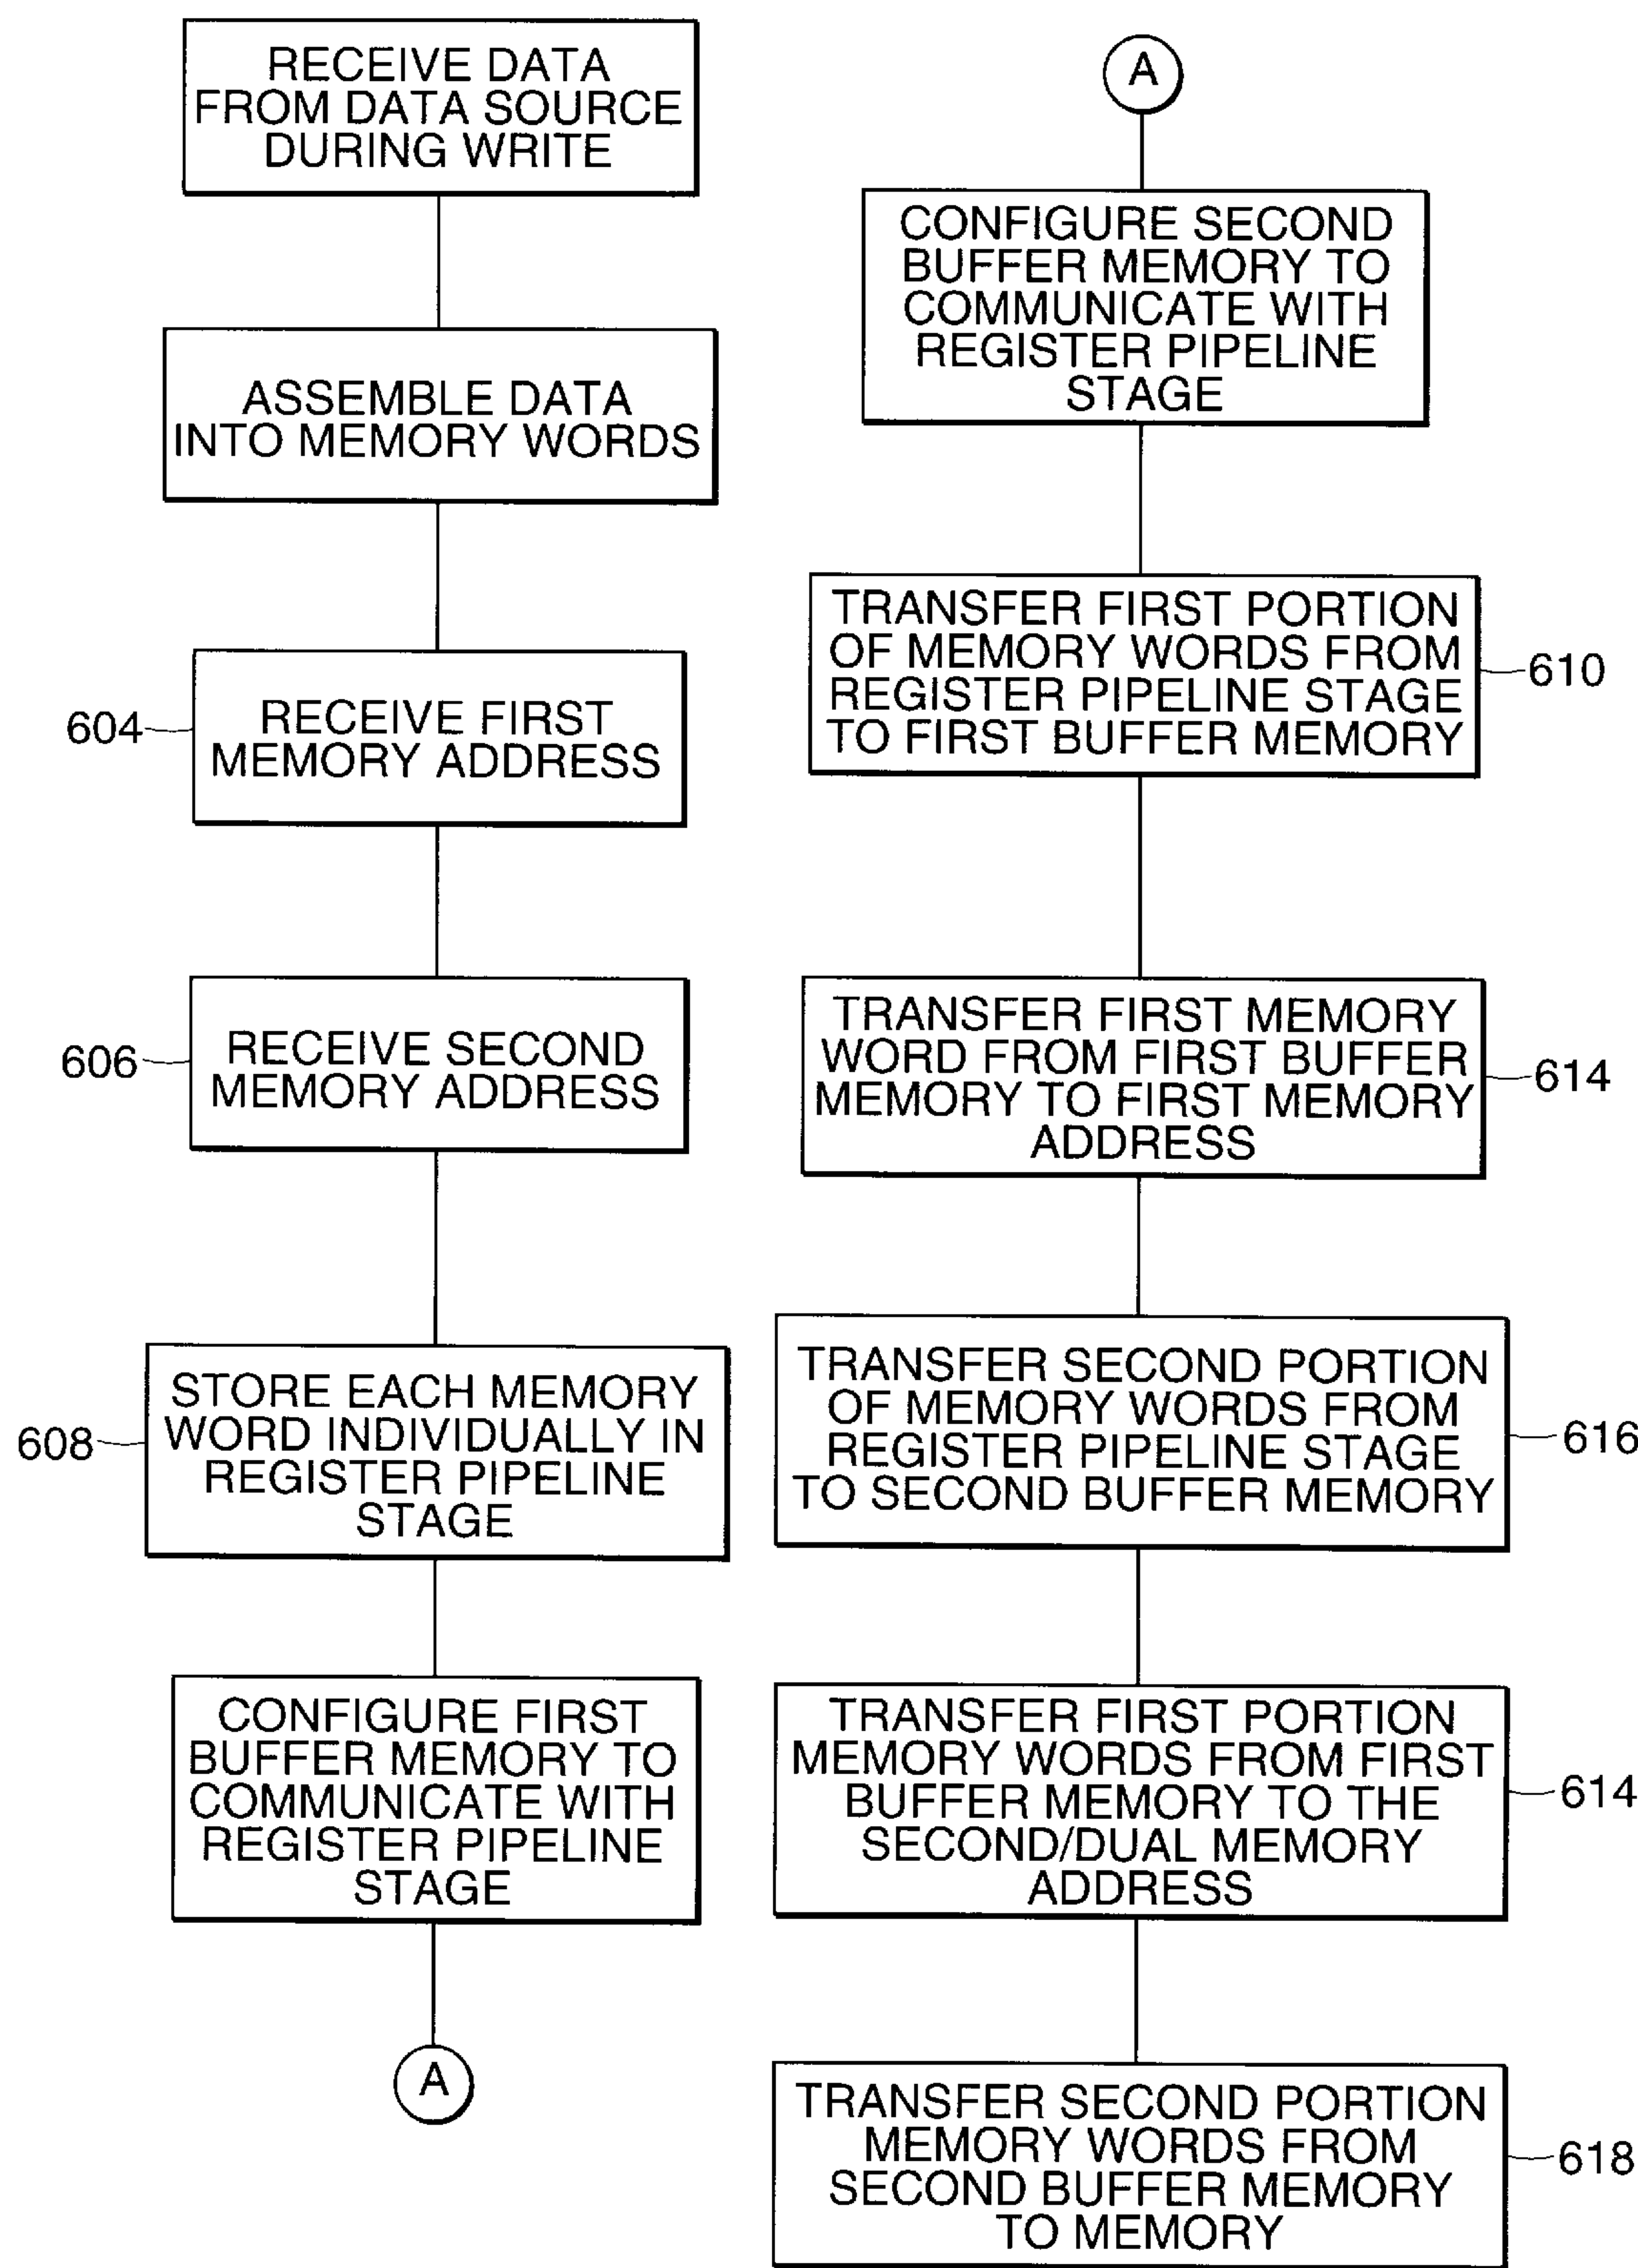 RECEIVE DATA
FROM DATA SOURCE
DURING WRITE
ASSEMBLE DATA
INTO MEMORY WORDS
604
RECEIVE FIRST
MEMORY ADDRESS
606
RECEIVE SECOND
MEMORY ADDRESS
608
STORE EACH MEMORY
WORD INDIVIDUALLY IN
REGISTER PIPELINE
STAGE
CONFIGURE FIRST
BUFFER MEMORY TO
COMMUNICATE WITH
REGISTER PIPELINE
STAGE
A
A
CONFIGURE SECOND
BUFFER MEMORY TO
COMMUNICATE WITH
REGISTER PIPELINE
STAGE
TRANSFER FIRST PORTION
OF MEMORY WORDS FROM
REGISTER PIPELINE STAGE
TO FIRST BUFFER MEMORY
610
TRANSFER FIRST MEMORY
WORD FROM FIRST BUFFER
MEMORY TO FIRST MEMORY
ADDRESS
614
TRANSFER SECOND PORTION
OF MEMORY WORDS FROM
REGISTER PIPELINE STAGE
TO SECOND BUFFER MEMORY
616
TRANSFER FIRST PORTION
MEMORY WORDS FROM FIRST
BUFFER MEMORY TO THE
SECOND/DUAL MEMORY
ADDRESS
614
TRANSFER SECOND PORTION
MEMORY WORDS FROM
SECOND BUFFER MEMORY
TO MEMORY
618